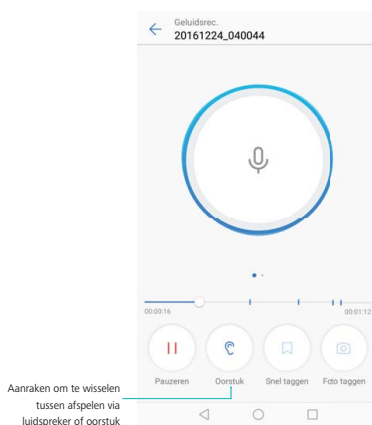 Geluidsrec.
20161224_040044
00:00:16
00:01:12
Pauzeren Oorstuk Snel taggen Foto taggen
Aanraken om te wisselen
tussen afspelen via
luidspreker of oorstuk